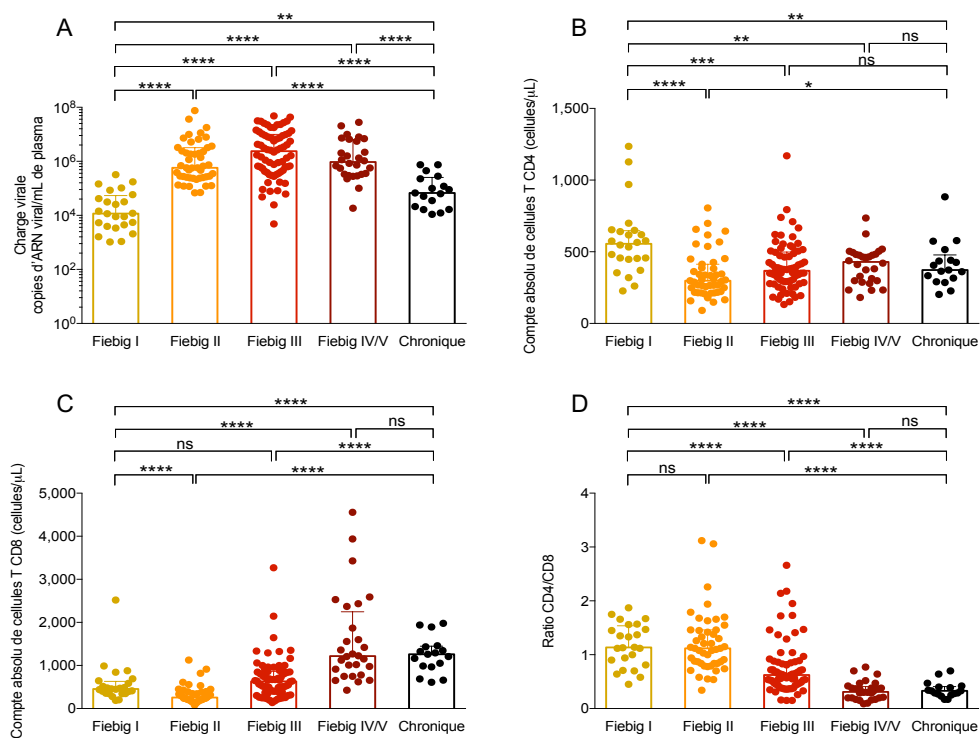 A
**
****
****
****
****
****
****
Charge virale
copies d'ARN viral/mL de plasma
10⁸
10⁶
10⁴
10²
10⁰
Fiebig I
Fiebig II
Fiebig III
Fiebig IV/V
Chronique
B
**
**
ns
***
ns
****
*
Compte absolu de cellules T CD4 (cellules/µL)
1,500
1,000
500
0
Fiebig I
Fiebig II
Fiebig III
Fiebig IV/V
Chronique
C
****
****
ns
ns
****
****
****
Compte absolu de cellules T CD8 (cellules/µL)
5,000
4,000
3,000
2,000
1,000
0
Fiebig I
Fiebig II
Fiebig III
Fiebig IV/V
Chronique
D
****
****
ns
****
****
ns
****
Ratio CD4/CD8
4
3
2
1
0
Fiebig I
Fiebig II
Fiebig III
Fiebig IV/V
Chronique